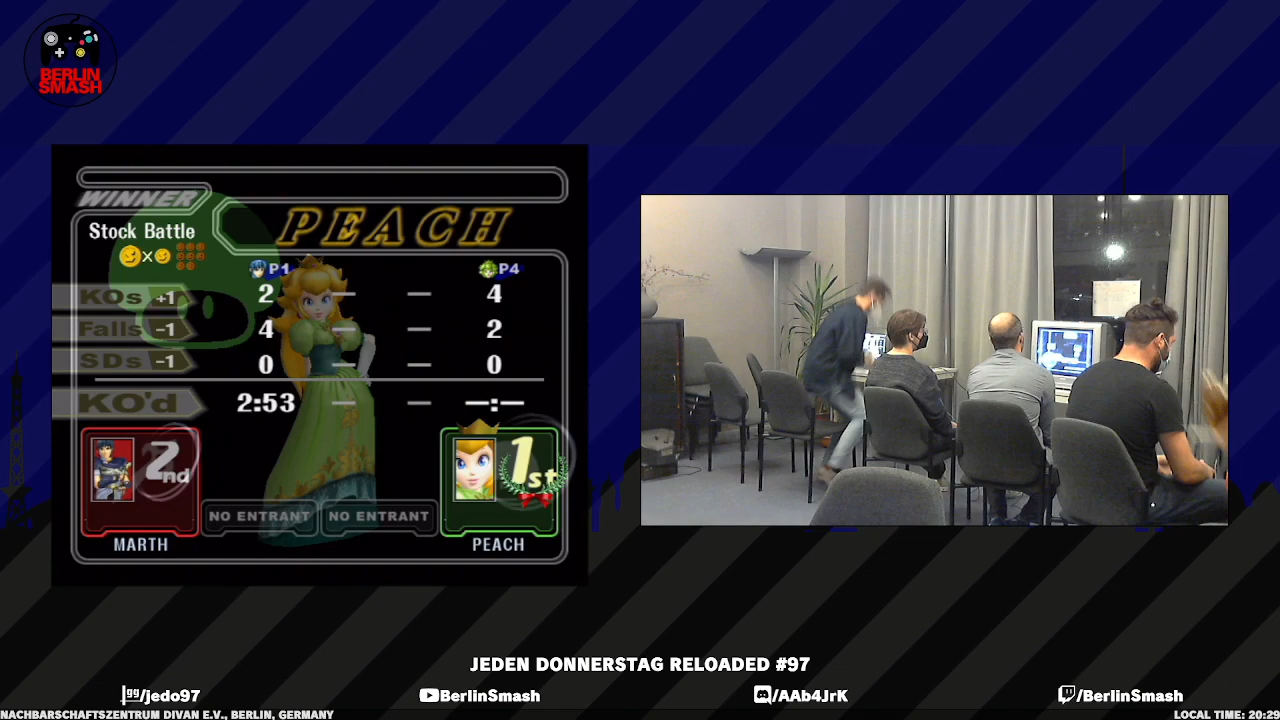 BERLIN
SMASH
WINNER
PEACH
Stock Battle
P1
P4
KOs +1
2
—
—
4
Falls -1
4
—
—
2
SDs -1
0
—
—
0
KO'd
2:53
—
—
—:—
2nd
NO ENTRANT
NO ENTRANT
1st
MARTH
PEACH
JEDEN DONNERSTAG RELOADED #97
gg/jedo97
BerlinSmash
/AAb4JrK
/BerlinSmash
NACHBARSCHAFTSZENTRUM DIVAN E.V., BERLIN, GERMANY
LOCAL TIME: 20:29